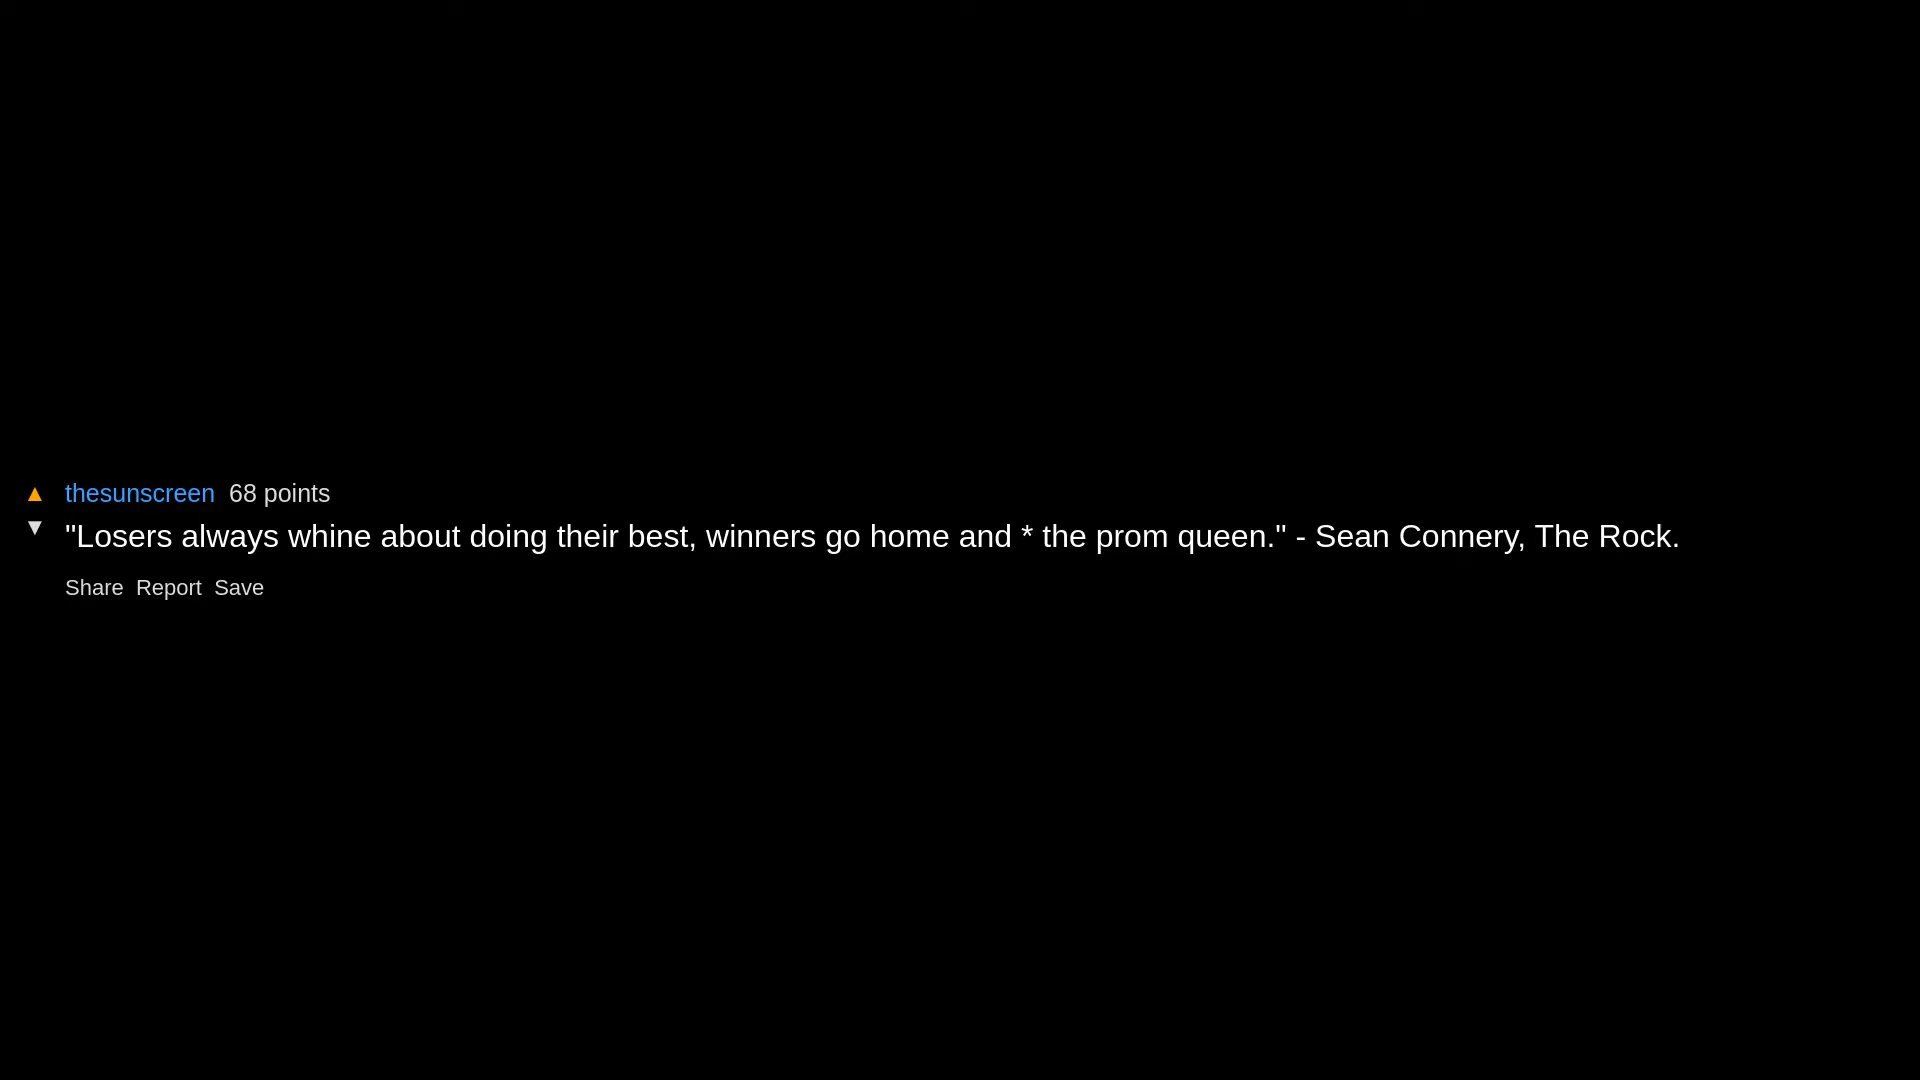 ▲ thesunscreen 68 points
▼ "Losers always whine about doing their best, winners go home and * the prom queen." - Sean Connery, The Rock.
Share Report Save